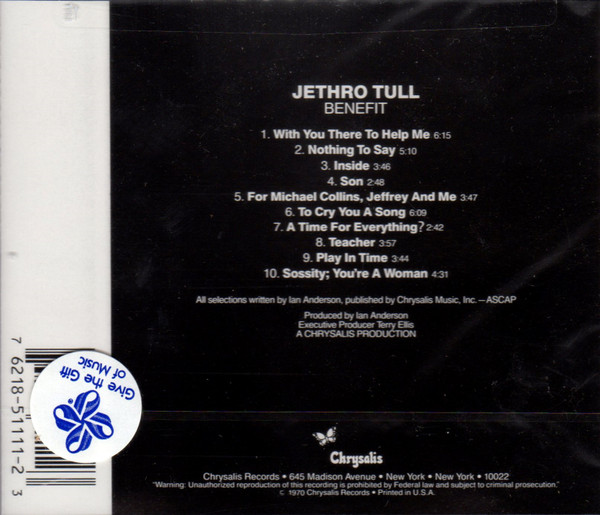 JETHRO TULL
BENEFIT
1. With You There To Help Me 6:15
2. Nothing To Say 5:10
3. Inside 3:46
4. Son 2:48
5. For Michael Collins, Jeffrey And Me 3:47
6. To Cry You A Song 6:09
7. A Time For Everything? 2:42
8. Teacher 3:57
9. Play In Time 3:44
10. Sossity; You're A Woman 4:31
All selections written by Ian Anderson, published by Chrysalis Music, Inc.—ASCAP
Produced by Ian Anderson
Executive Producer Terry Ellis
A CHRYSALIS PRODUCTION
Give the Gift
of Music
7 6218-51111-2 3
Chrysalis
Chrysalis Records • 645 Madison Avenue • New York • New York • 10022
"Warning: Unauthorized reproduction of this recording is prohibited by Federal law and subject to criminal prosecution."
© 1970 Chrysalis Records • Printed in U.S.A.